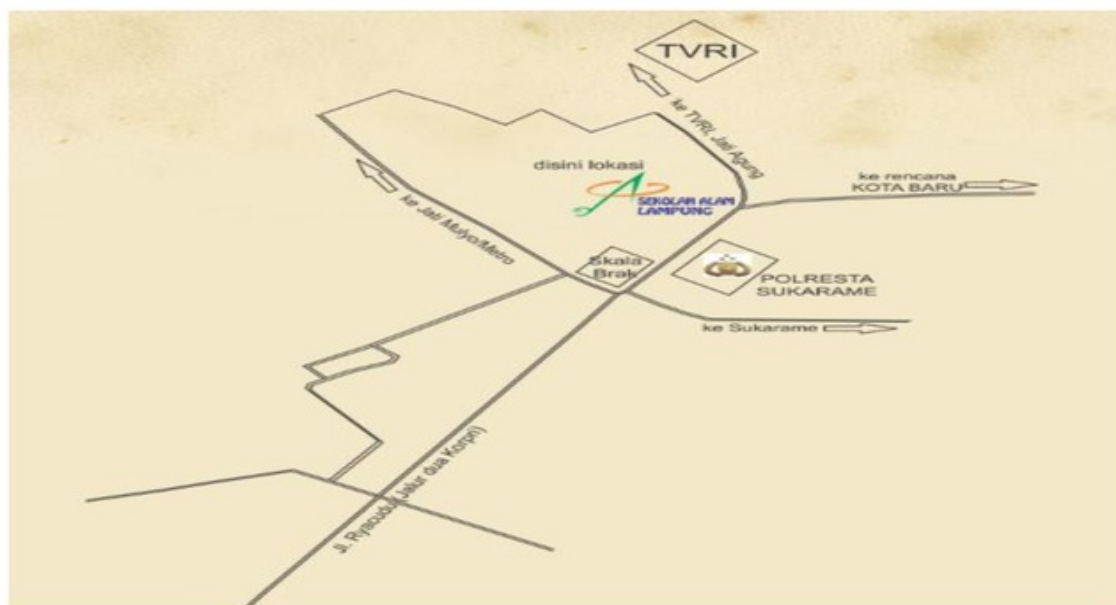 TVRI
ke TVRI, Jati Agung
disini lokasi
SEKOLAH ALAM
LAMPUNG
ke rencana
KOTA BARU
ke Jati Mulyo/Metro
Skala
Brak
POLRESTA
SUKARAME
ke Sukarame
Jl. Ryacudu (Jalur dua Korpri)